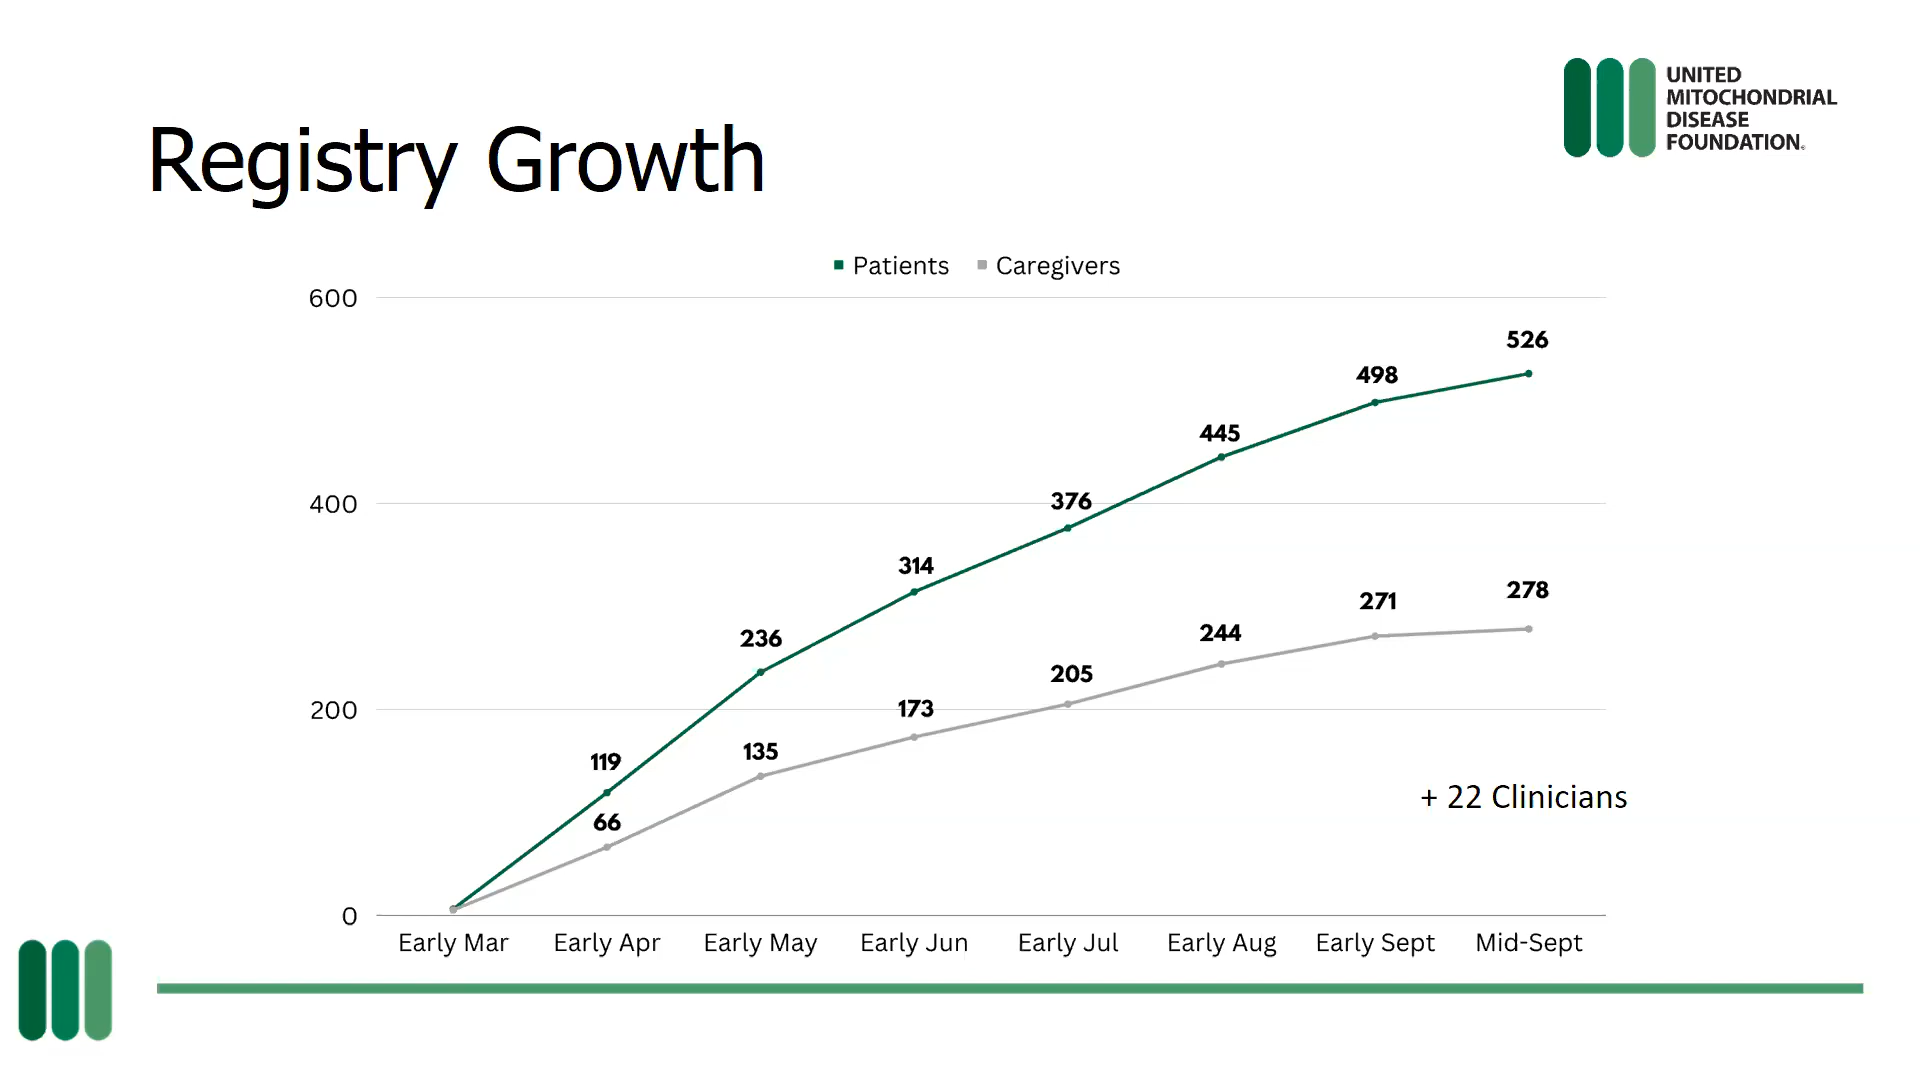 UNITED
MITOCHONDRIAL
DISEASE
FOUNDATION.
Registry Growth
Patients Caregivers
600
400
200
0
526
498
445
376
314
236
119
278
271
244
205
173
135
66
+ 22 Clinicians
Early Mar Early Apr Early May Early Jun Early Jul Early Aug Early Sept Mid-Sept